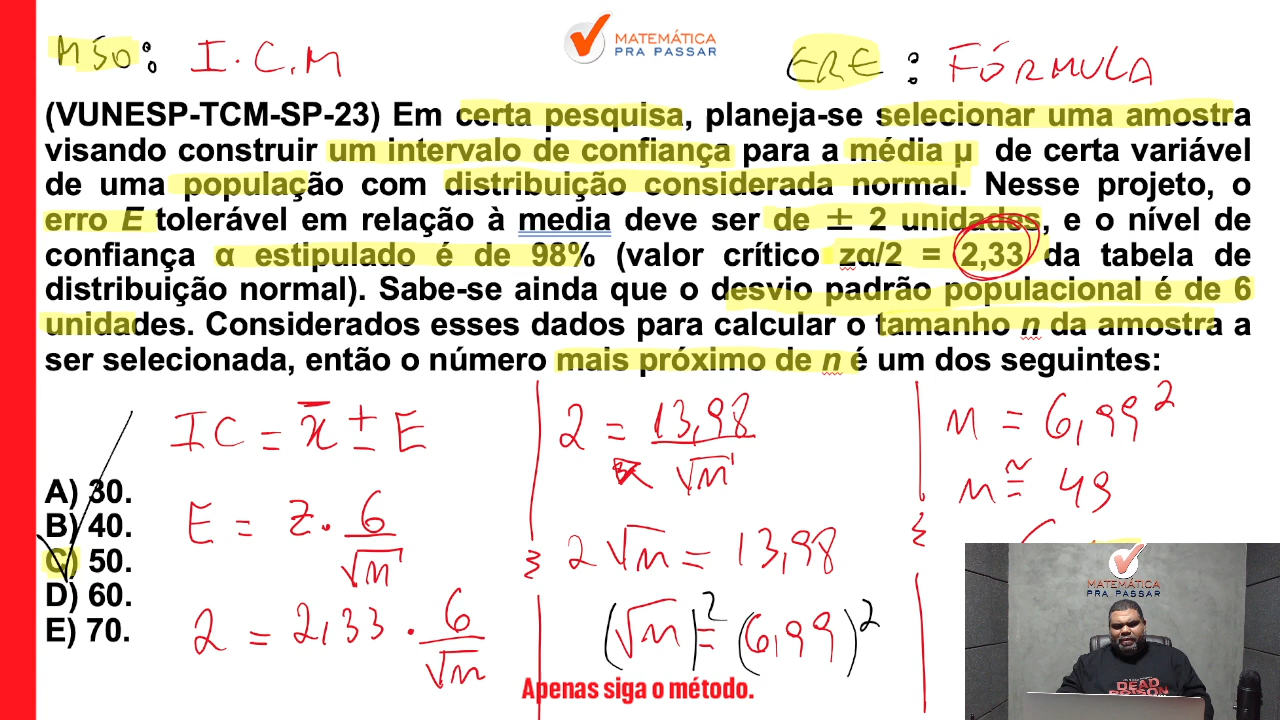 MSO: I.C.M
MATEMÁTICA
PRA PASSAR
ERE: FÓRMULA
(VUNESP-TCM-SP-23) Em certa pesquisa, planeja-se selecionar uma amostra
visando construir um intervalo de confiança para a média µ de certa variável
de uma população com distribuição considerada normal. Nesse projeto, o
erro E tolerável em relação à media deve ser de ± 2 unidades, e o nível de
confiança α estipulado é de 98% (valor crítico zα/2 = 2,33 da tabela de
distribuição normal). Sabe-se ainda que o desvio padrão populacional é de 6
unidades. Considerados esses dados para calcular o tamanho n da amostra a
ser selecionada, então o número mais próximo de n é um dos seguintes:
A) 30.
B) 40.
C) 50.
D) 60.
E) 70.
IC = x̄ ± E
E = z · 6/√n
2 = 2,33 · 6/√n
2 = 13,98/√n
2√n = 13,98
(√n)² = (6,99)²
n = 6,99²
n ≅ 49
MATEMÁTICA
PRA PASSAR
DEAD
Apenas siga o método.